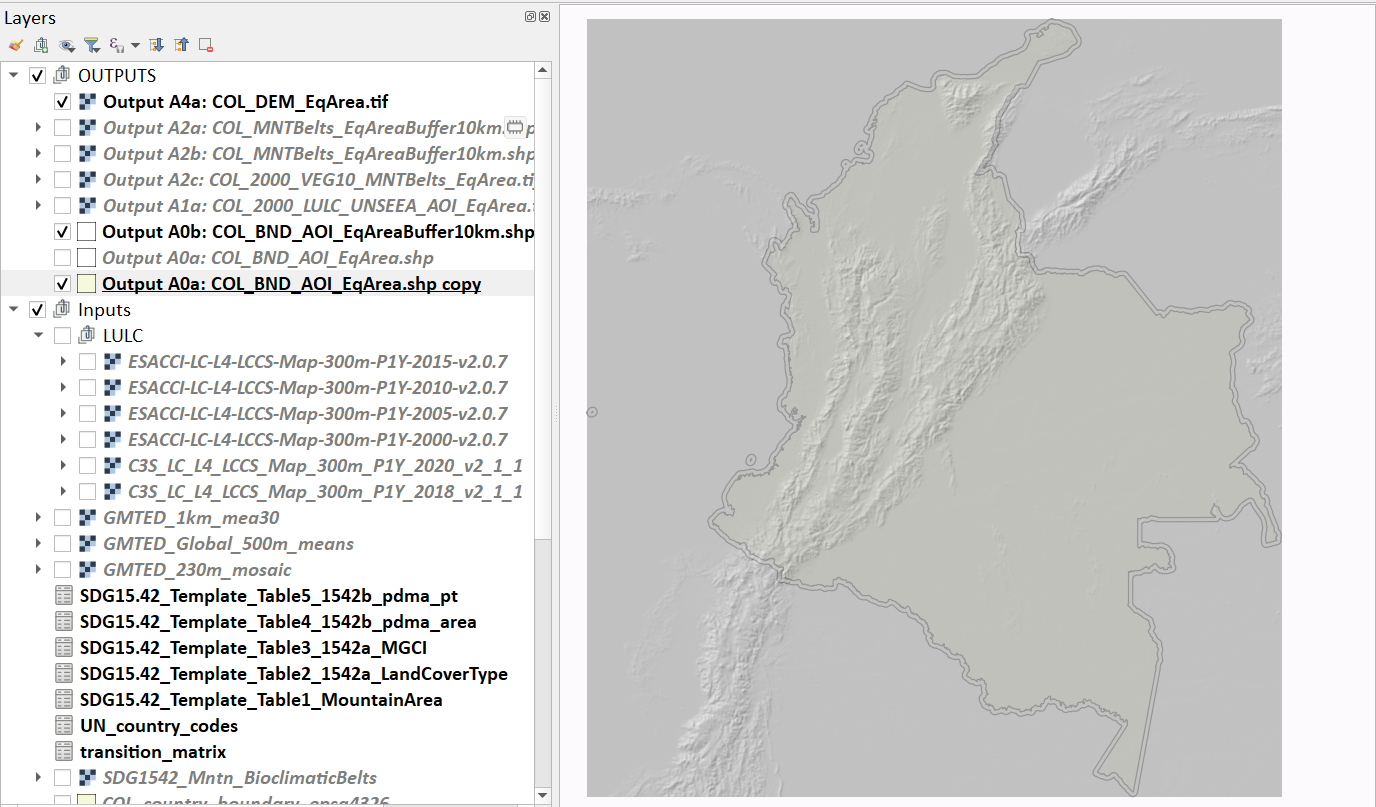 Layers
OUTPUTS
Output A4a: COL_DEM_EqArea.tif
Output A2a: COL_MNTBelts_EqAreaBuffer10km.
Output A2b: COL_MNTBelts_EqAreaBuffer10km.shp
Output A2c: COL_2000_VEG10_MNTBelts_EqArea.ti
Output A1a: COL_2000_LULC_UNSEEA_AOI_EqArea.
Output A0b: COL_BND_AOI_EqAreaBuffer10km.shp
Output A0a: COL_BND_AOI_EqArea.shp
Output A0a: COL_BND_AOI_EqArea.shp copy
Inputs
LULC
ESACCI-LC-L4-LCCS-Map-300m-P1Y-2015-v2.0.7
ESACCI-LC-L4-LCCS-Map-300m-P1Y-2010-v2.0.7
ESACCI-LC-L4-LCCS-Map-300m-P1Y-2005-v2.0.7
ESACCI-LC-L4-LCCS-Map-300m-P1Y-2000-v2.0.7
C3S_LC_L4_LCCS_Map_300m_P1Y_2020_v2_1_1
C3S_LC_L4_LCCS_Map_300m_P1Y_2018_v2_1_1
GMTED_1km_mea30
GMTED_Global_500m_means
GMTED_230m_mosaic
SDG15.42_Template_Table5_1542b_pdma_pt
SDG15.42_Template_Table4_1542b_pdma_area
SDG15.42_Template_Table3_1542a_MGCI
SDG15.42_Template_Table2_1542a_LandCoverType
SDG15.42_Template_Table1_MountainArea
UN_country_codes
transition_matrix
SDG1542_Mntn_BioclimaticBelts
COL_country_boundary_epsg4326